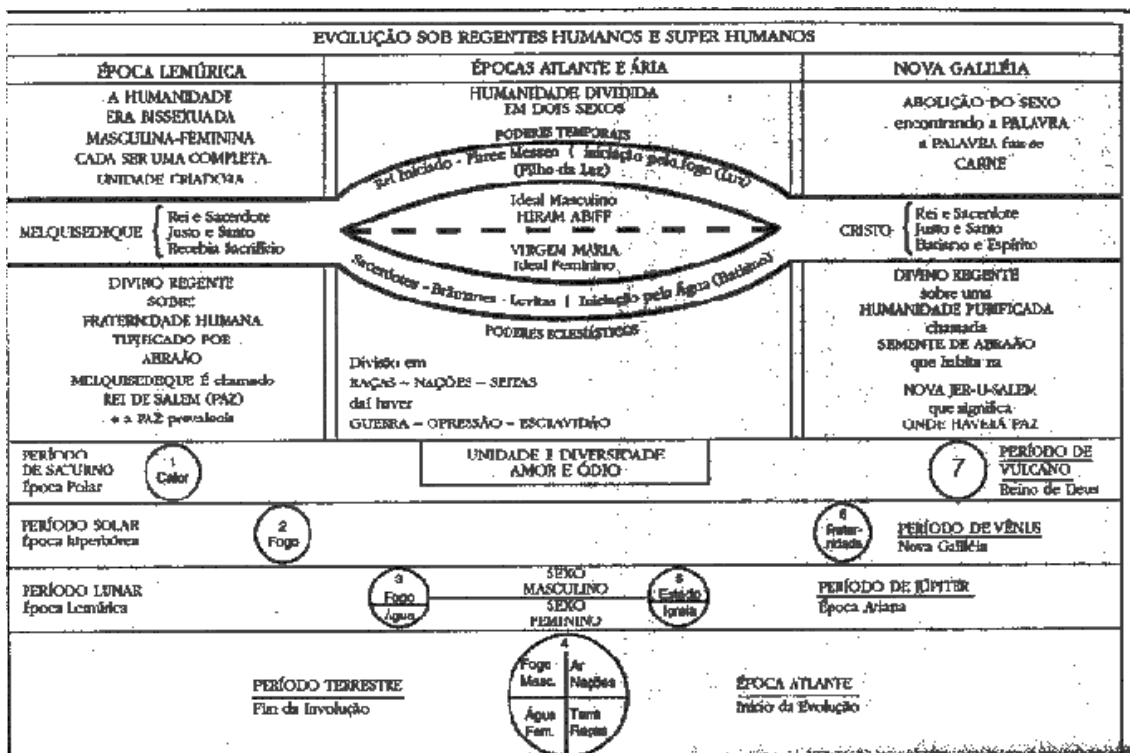 EVOLUÇÃO SOB REGENTES HUMANOS E SUPER HUMANOS
ÉPOCA LEMÚRICA
A HUMANIDADE
ERA BISSEXUADA
MASCULINA-FEMININA
CADA SER UMA COMPLETA
UNIDADE CRIADORA
ÉPOCAS ATLANTE E ÁRIA
HUMANIDADE DIVIDIDA
EM DOIS SEXOS
PODERES TEMPORAIS
Rei Iniciado - Phree Messen ( Iniciação pela fogo (Luz)
(Filho da Luz)
NOVA GALILÉIA
ABOLIÇÃO DO SEXO
encontrando a PALAVRA
a PALAVRA faz-se
CARNE
MELQUISEDEQUE
Rei e Sacerdote
Justo e Santo
Recebia Sacrifício
Ideal Masculino
HIRAM ABIFF
VIRGEM MARIA
Ideal Feminino
CRISTO
Rei e Sacerdote
Justo e Santo
Batismo e Espírito
Sacerdotes - Brâmanes - Levitas ( Iniciação pela Água (Batismo)
PODERES ECLESIÁSTICOS
DIVINO REGENTE
SOBRE
FRATERNIDADE HUMANA
TIPIFICADO POR
ABRAÃO
MELQUISEDEQUE É chamado
REI DE SALEM (PAZ)
e a PAZ prevalecia
Divisão em
RAÇAS – NAÇÕES – SEITAS
daí haver
GUERRA – OPRESSÃO – ESCRAVIDÃO
DIVINO REGENTE
sobre uma
HUMANIDADE PURIFICADA
chamada
SEMENTE DE ABRAÃO
que habita na
NOVA JER-U-SALEM
que significa
ONDE HAVERÁ PAZ
PERÍODO
DE SATURNO
Época Polar
1
Calor
UNIDADE E DIVERSIDADE
AMOR E ÓDIO
7
PERÍODO DE
VULCANO
Reino de Deus
PERÍODO SOLAR
Época Hiperbórea
2
Fogo
6
Frater-
nidade
PERÍODO DE VÊNUS
Nova Galiléia
PERÍODO LUNAR
Época Lemúrica
3
Fogo
Água
SEXO
MASCULINO
SEXO
FEMININO
5
Estado
Igreja
PERÍODO DE JÚPITER
Época Ariana
PERÍODO TERRESTRE
Fim da Involução
4
Fogo Masc.
Ar Nações
Água Fem.
Terra Raças
ÉPOCA ATLANTE
Início da Evolução